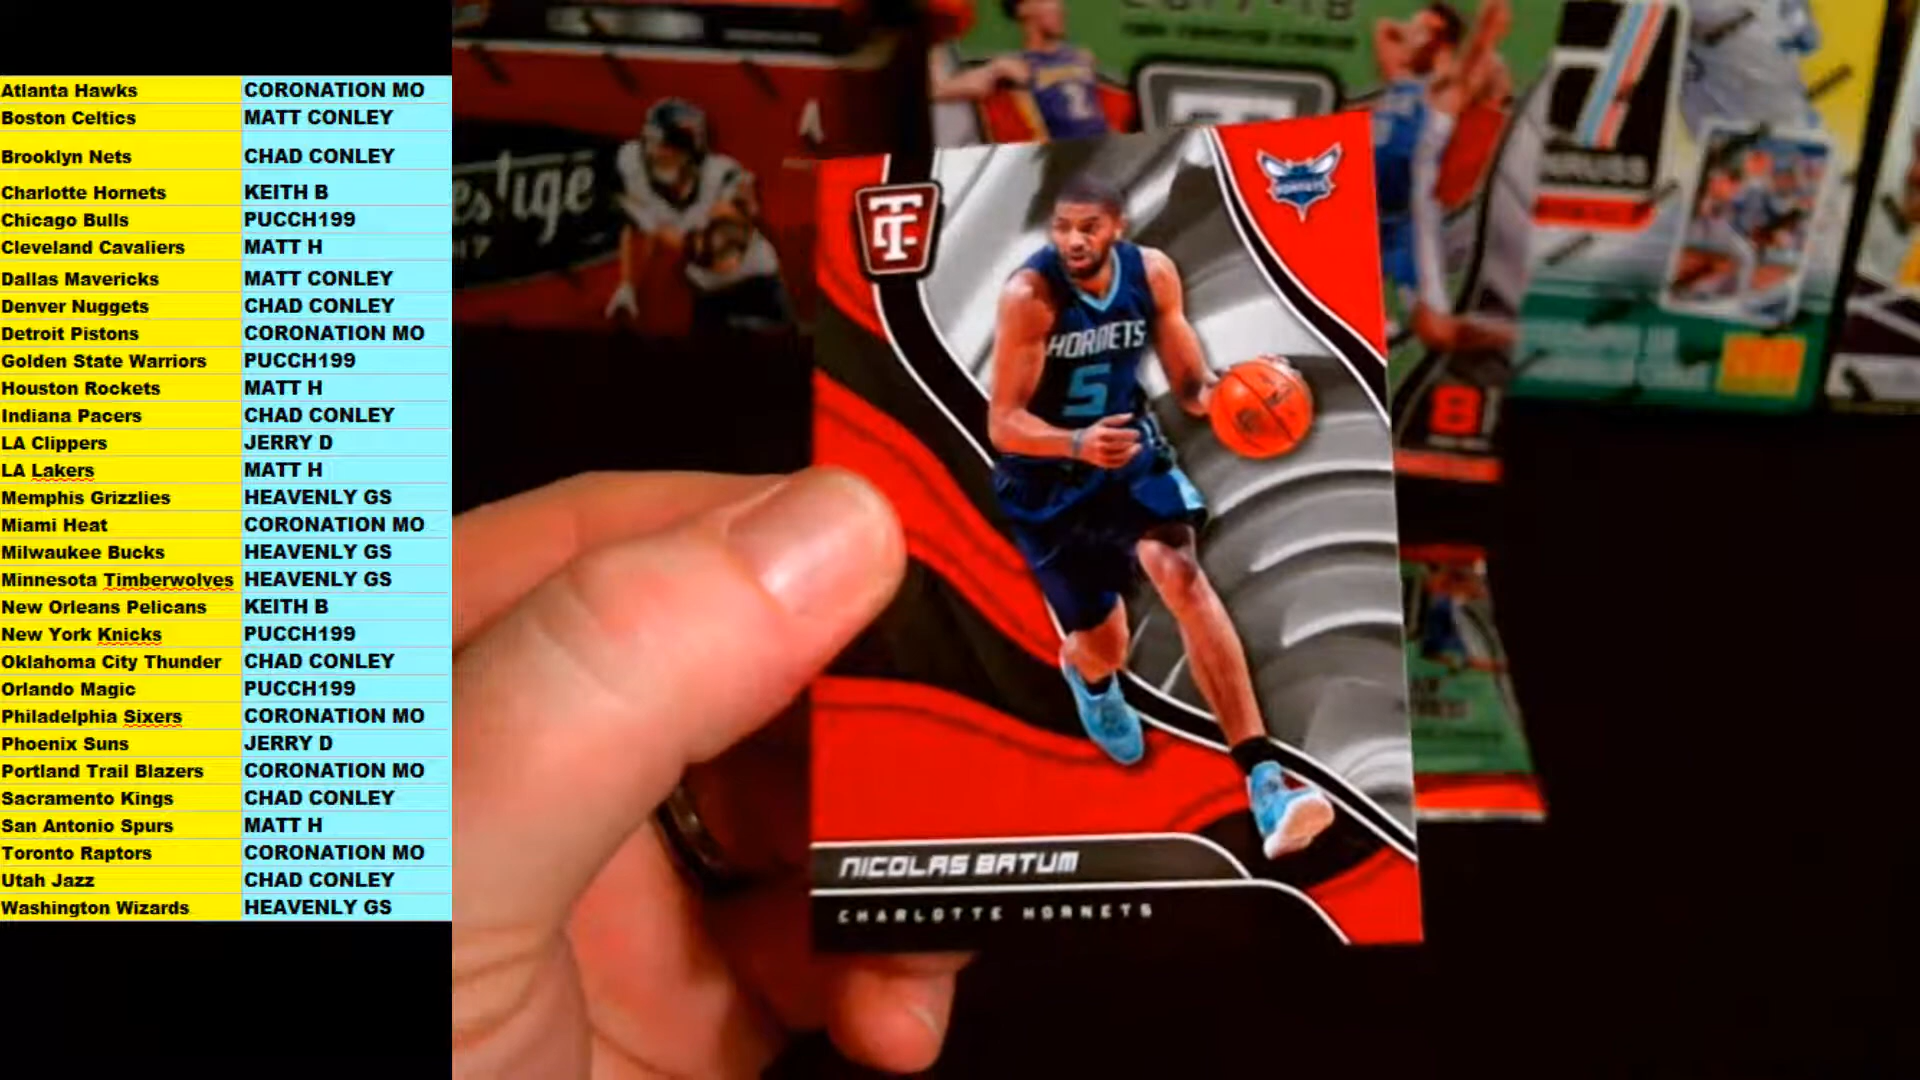 Atlanta Hawks CORONATION MO
Boston Celtics MATT CONLEY
Brooklyn Nets CHAD CONLEY
Charlotte Hornets KEITH B
Chicago Bulls PUCCH199
Cleveland Cavaliers MATT H
Dallas Mavericks MATT CONLEY
Denver Nuggets CHAD CONLEY
Detroit Pistons CORONATION MO
Golden State Warriors PUCCH199
Houston Rockets MATT H
Indiana Pacers CHAD CONLEY
LA Clippers JERRY D
LA Lakers MATT H
Memphis Grizzlies HEAVENLY GS
Miami Heat CORONATION MO
Milwaukee Bucks HEAVENLY GS
Minnesota Timberwolves HEAVENLY GS
New Orleans Pelicans KEITH B
New York Knicks PUCCH199
Oklahoma City Thunder CHAD CONLEY
Orlando Magic PUCCH199
Philadelphia Sixers CORONATION MO
Phoenix Suns JERRY D
Portland Trail Blazers CORONATION MO
Sacramento Kings CHAD CONLEY
San Antonio Spurs MATT H
Toronto Raptors CORONATION MO
Utah Jazz CHAD CONLEY
Washington Wizards HEAVENLY GS
HORNETS
TT
HORNETS
5
NICOLAS BATUM
CHARLOTTE HORNETS
8